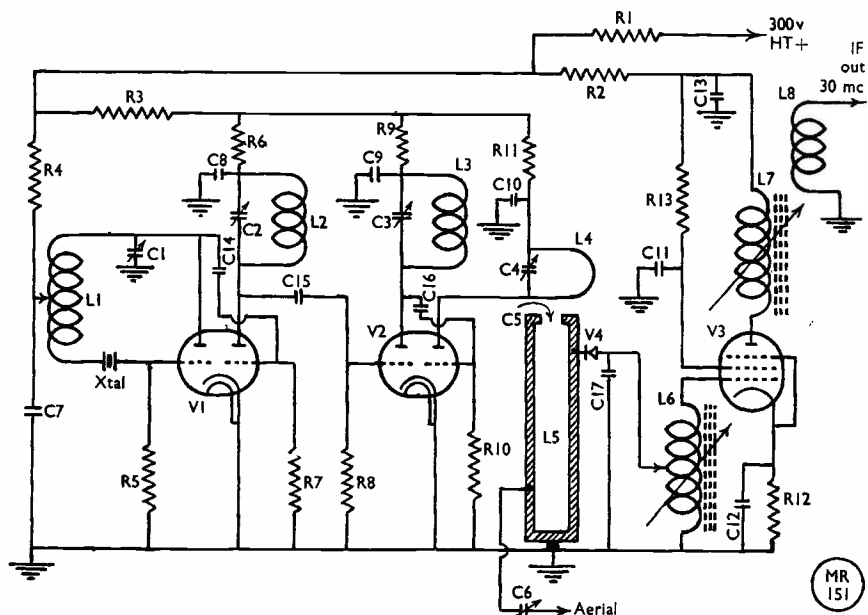 R1
300v
HT+
IF
out
30 mc
R2
C13
L8
R3
R4
R6
R9
R11
C8
C9
L3
C10
L7
R13
C2
L2
C3
L4
C1
C14
C4
C11
L1
C15
C16
V2
C5
V4
V3
Xtal
V1
C17
L6
C7
L5
R5
R7
R8
R10
C12
R12
C6
Aerial
MR
151